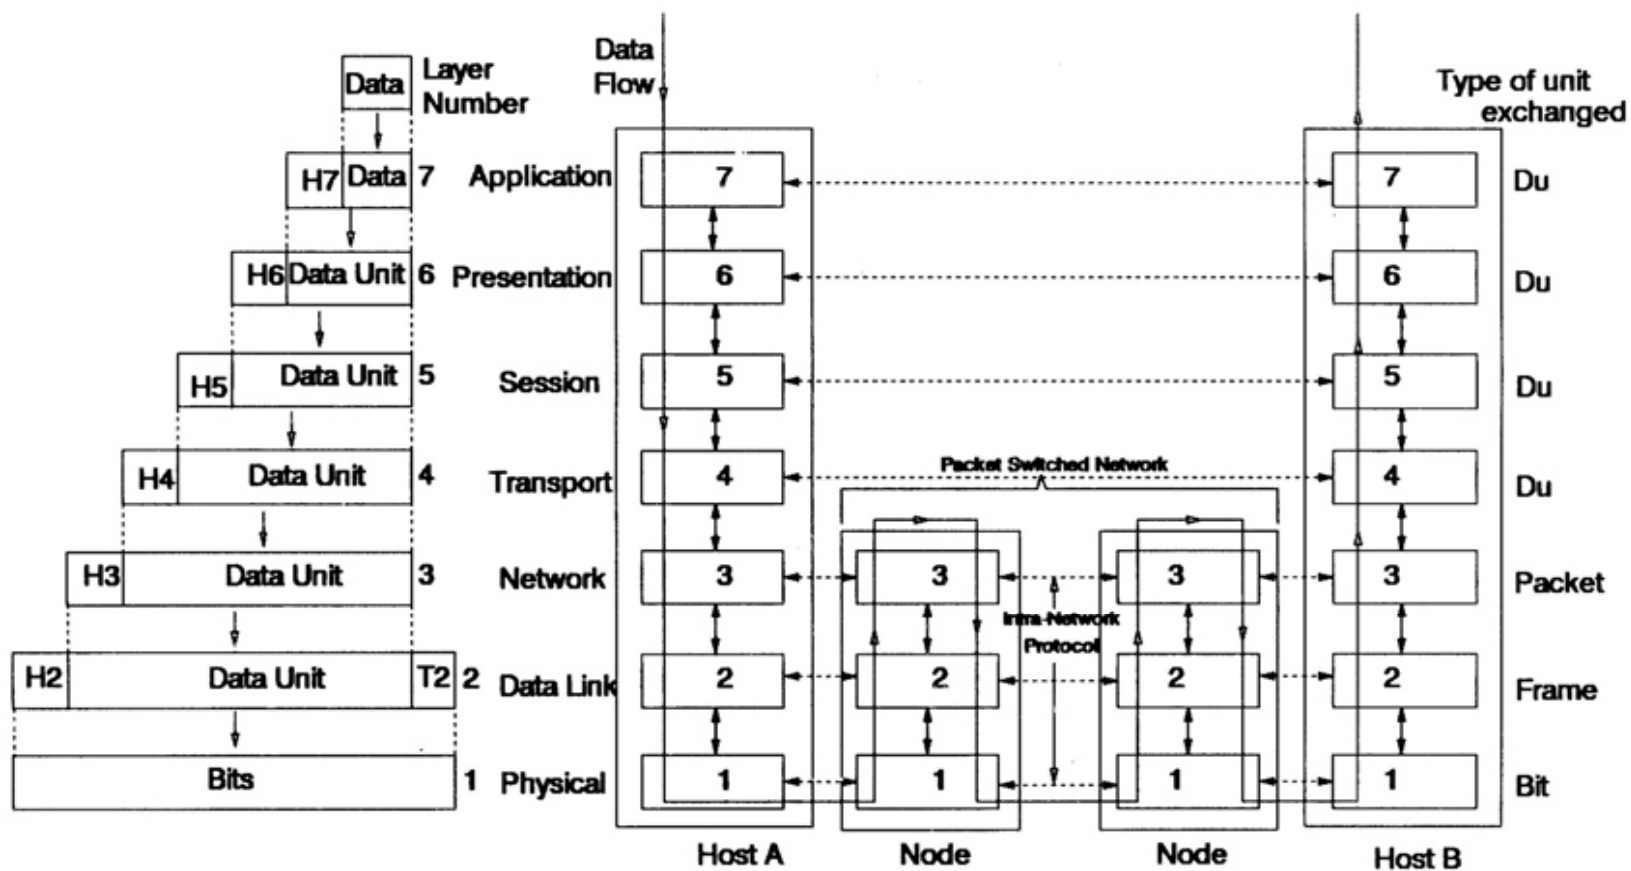 Data
Layer
Number
Data
Flow
Type of unit
exchanged
H7 Data 7 Application 7 7 Du
H6 Data Unit 6 Presentation 6 6 Du
H5 Data Unit 5 Session 5 5 Du
Packet Switched Network
H4 Data Unit 4 Transport 4 4 Du
H3 Data Unit 3 Network 3 3 3 3 Packet
Intra-Network
Protocol
H2 Data Unit T2 2 Data Link 2 2 2 2 Frame
Bits 1 Physical 1 1 1 1 Bit
Host A Node Node Host B